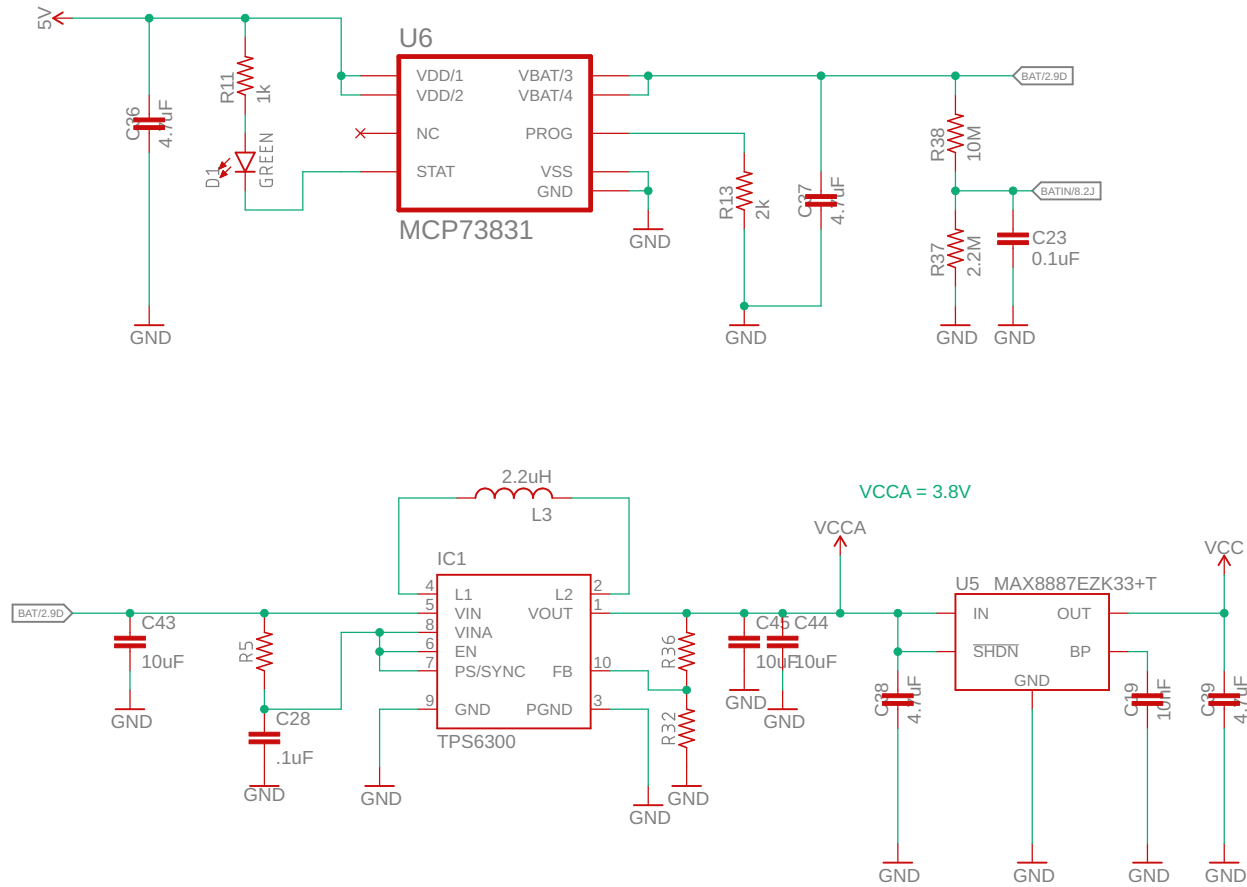 5V
C36
4.7uF
GND
R11
1k
D1
GREEN
U6
VDD/1
VDD/2
NC
STAT
VBAT/3
VBAT/4
PROG
VSS
GND
MCP73831
GND
R13
2k
GND
C37
4.7uF
BAT/2.9D
R38
10M
BATIN/8.2J
R37
2.2M
GND
C23
0.1uF
GND
BAT/2.9D
C43
10uF
GND
R5
C28
.1uF
GND
2.2uH
L3
IC1
4
5
8
6
7
9
L1
VIN
VINA
EN
PS/SYNC
GND
L2
VOUT
FB
PGND
2
1
10
3
TPS6300
GND
GND
R36
R32
GND
C45
10uF
GND
C44
10uF
GND
VCCA = 3.8V
VCCA
C38
4.7uF
GND
U5 MAX8887EZK33+T
IN
SHDN
OUT
BP
GND
GND
C19
10nF
GND
VCC
C39
4.7uF
GND